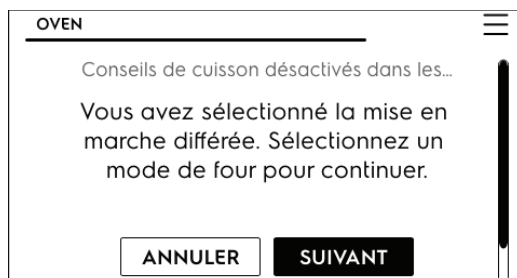 OVEN
Conseils de cuisson désactivés dans les...
Vous avez sélectionné la mise en
marche différée. Sélectionnez un
mode de four pour continuer.
ANNULER SUIVANT